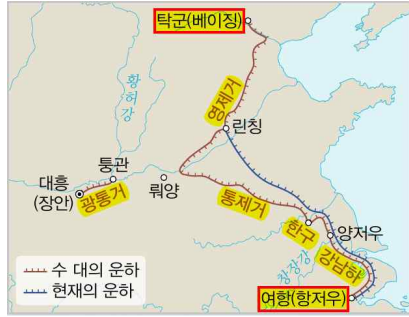 탁군(베이징)
황허강
영제거
린칭
퉁관
대흥
(장안)
광통거
뤄양
통제거
한구
양저우
창장강
강남하
수 대의 운하
현재의 운하
여항(항저우)